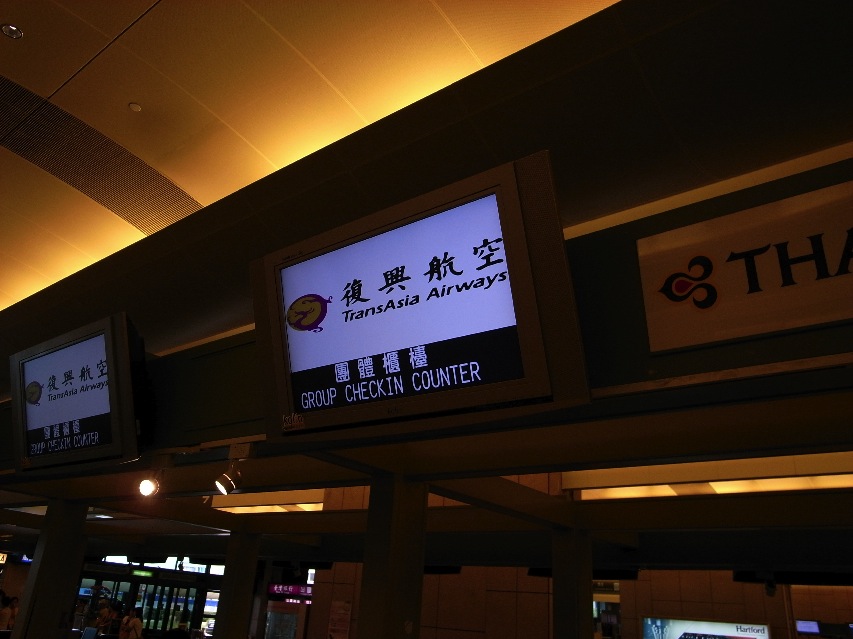 復興航空
TransAsia Airways
團體櫃檯
GROUP CHECKIN COUNTER
復興航空
TransAsia Airways
團體櫃檯
GROUP CHECKIN COUNTER
THA
Hartford